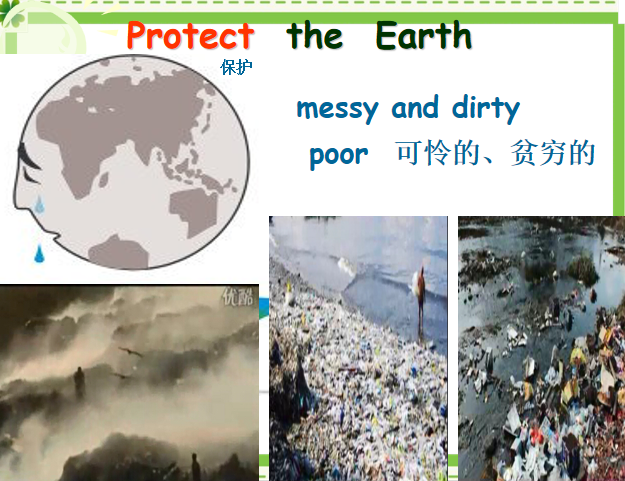 Protect the Earth
保护
messy and dirty
poor 可怜的、贫穷的
优酷